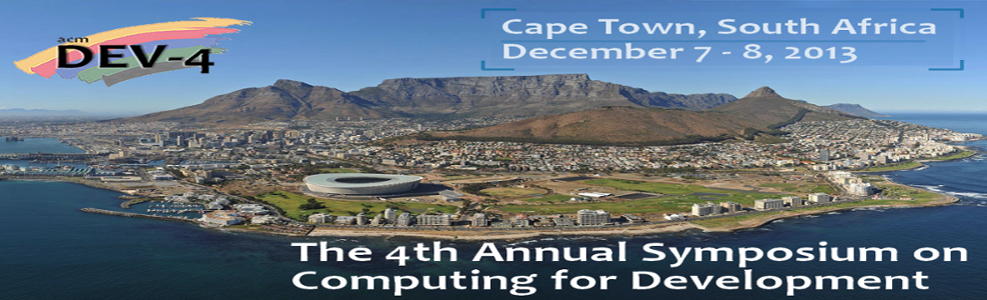 acm
DEV-4
Cape Town, South Africa
December 7 - 8, 2013
The 4th Annual Symposium on
Computing for Development